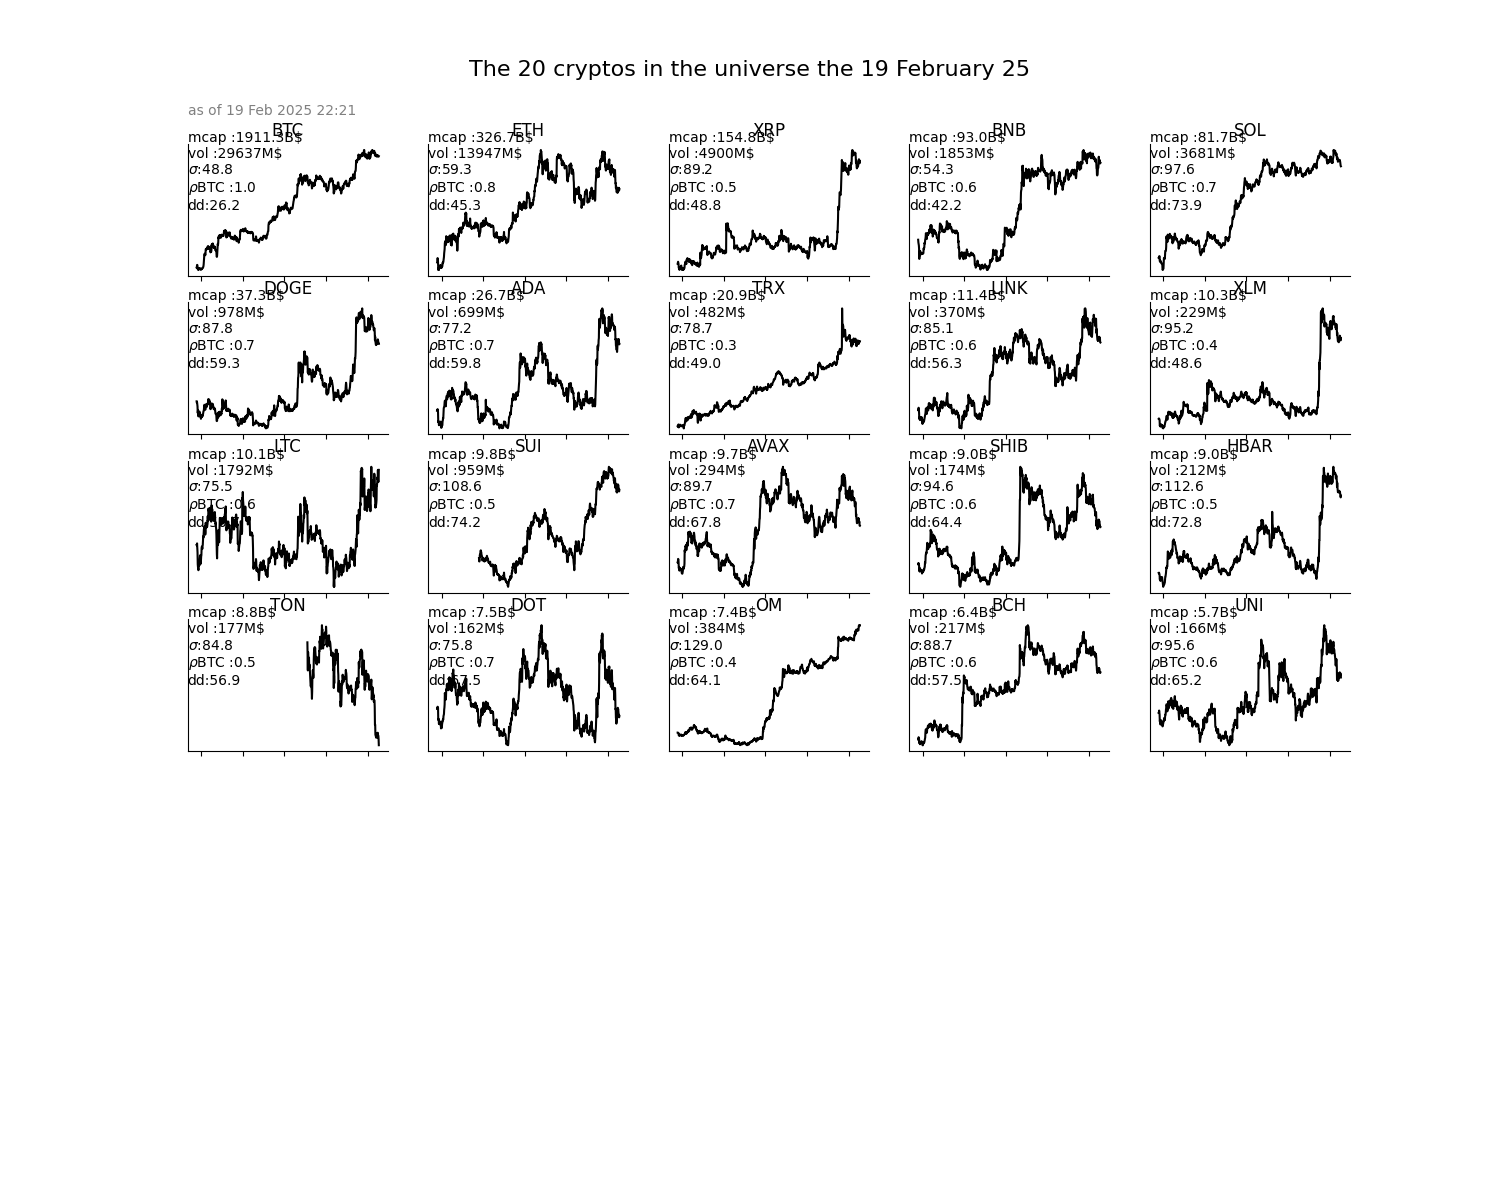 The 20 cryptos in the universe the 19 February 25
as of 19 Feb 2025 22:21
BTC
mcap :1911.3B$
vol :29637M$
σ:48.8
ρBTC :1.0
dd:26.2
ETH
mcap :326.7B$
vol :13947M$
σ:59.3
ρBTC :0.8
dd:45.3
XRP
mcap :154.8B$
vol :4900M$
σ:89.2
ρBTC :0.5
dd:48.8
BNB
mcap :93.0B$
vol :1853M$
σ:54.3
ρBTC :0.6
dd:42.2
SOL
mcap :81.7B$
vol :3681M$
σ:97.6
ρBTC :0.7
dd:73.9
DOGE
mcap :37.3B$
vol :978M$
σ:87.8
ρBTC :0.7
dd:59.3
ADA
mcap :26.7B$
vol :699M$
σ:77.2
ρBTC :0.7
dd:59.8
TRX
mcap :20.9B$
vol :482M$
σ:78.7
ρBTC :0.3
dd:49.0
LINK
mcap :11.4B$
vol :370M$
σ:85.1
ρBTC :0.6
dd:56.3
XLM
mcap :10.3B$
vol :229M$
σ:95.2
ρBTC :0.4
dd:48.6
LTC
mcap :10.1B$
vol :1792M$
σ:75.5
ρBTC :0.6
SUI
mcap :9.8B$
vol :959M$
σ:108.6
ρBTC :0.5
dd:74.2
AVAX
mcap :9.7B$
vol :294M$
σ:89.7
ρBTC :0.7
dd:67.8
SHIB
mcap :9.0B$
vol :174M$
σ:94.6
ρBTC :0.6
dd:64.4
HBAR
mcap :9.0B$
vol :212M$
σ:112.6
ρBTC :0.5
dd:72.8
TON
mcap :8.8B$
vol :177M$
σ:84.8
ρBTC :0.5
dd:56.9
DOT
mcap :7.5B$
vol :162M$
σ:75.8
ρBTC :0.7
dd:67.5
OM
mcap :7.4B$
vol :384M$
σ:129.0
ρBTC :0.4
dd:64.1
BCH
mcap :6.4B$
vol :217M$
σ:88.7
ρBTC :0.6
dd:57.5
UNI
mcap :5.7B$
vol :166M$
σ:95.6
ρBTC :0.6
dd:65.2